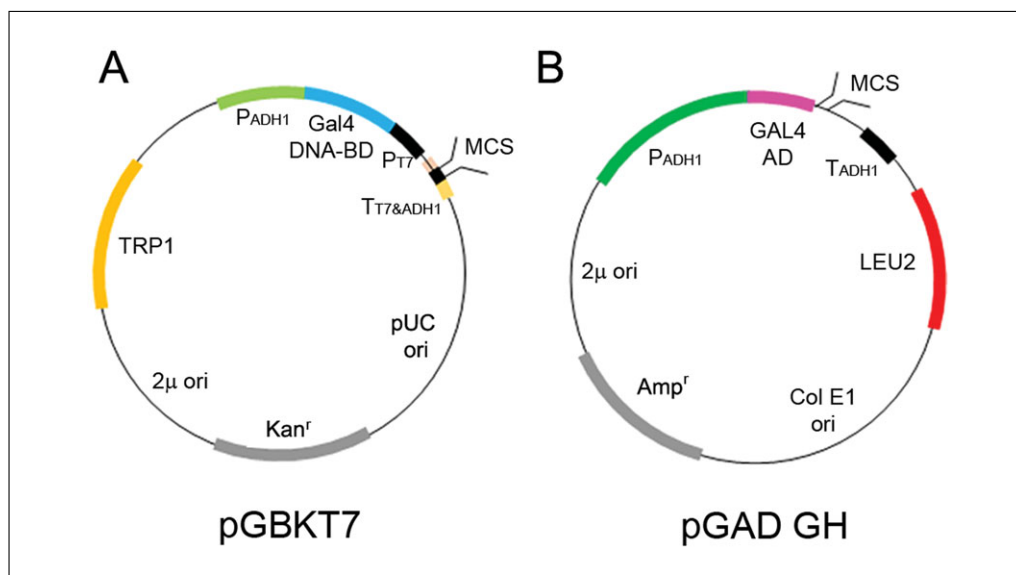 A
PADH1
Gal4
DNA-BD
PT7
MCS
TT7&ADH1
TRP1
pUC
ori
2µ ori
Kanʳ
pGBKT7
B
MCS
GAL4
AD
PADH1
TADH1
LEU2
2µ ori
Ampʳ
Col E1
ori
pGAD GH